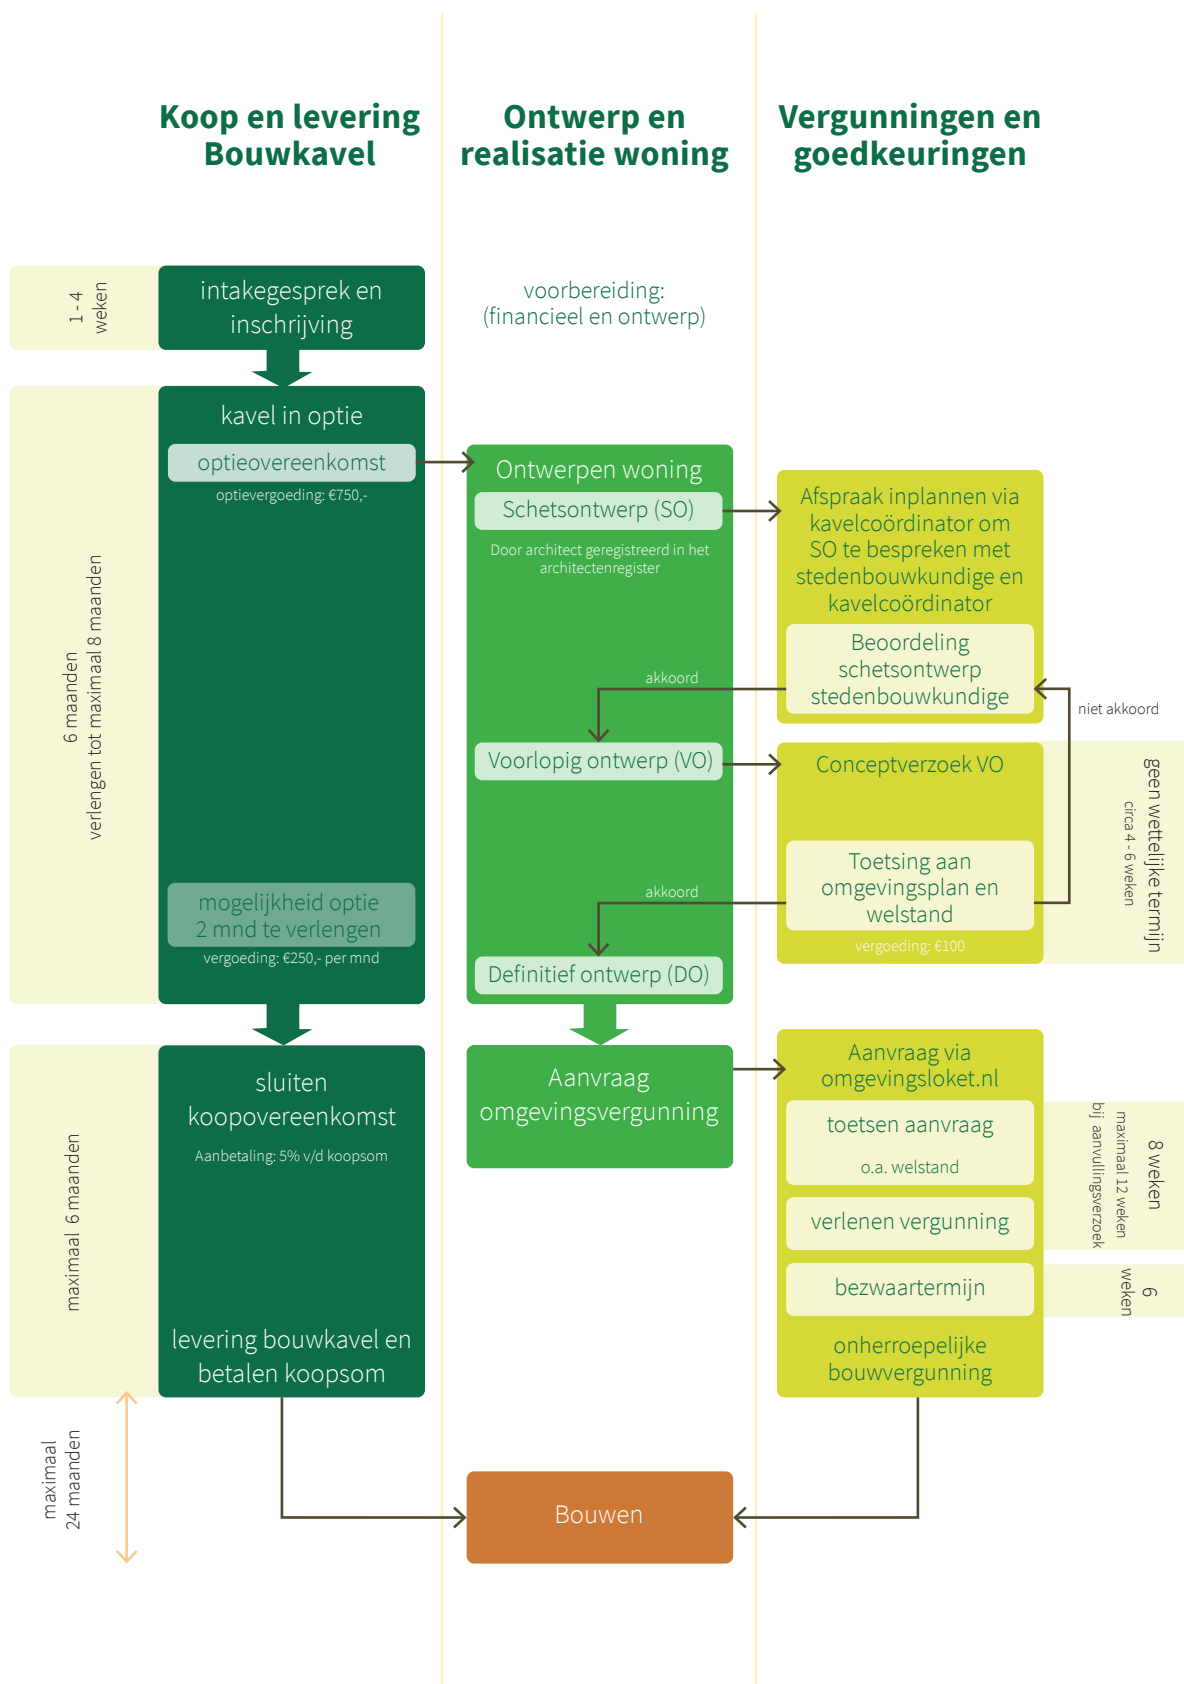 Koop en levering
Bouwkavel
Ontwerp en
realisatie woning
Vergunningen en
goedkeuringen
1 - 4
weken
intakegesprek en
inschrijving
voorbereiding:
(financieel en ontwerp)
6 maanden
verlengen tot maximaal 8 maanden
kavel in optie
optieovereenkomst
optievergoeding: €750,-
mogelijkheid optie
2 mnd te verlengen
vergoeding: €250,- per mnd
Ontwerpen woning
Schetsontwerp (SO)
Door architect geregistreerd in het
architectenregister
akkoord
Voorlopig ontwerp (VO)
akkoord
Definitief ontwerp (DO)
Afspraak inplannen via
kavelcoördinator om
SO te bespreken met
stedenbouwkundige en
kavelcoördinator
Beoordeling
schetsontwerp
stedenbouwkundige
niet akkoord
Conceptverzoek VO
Toetsing aan
omgevingsplan en
welstand
vergoeding: €100
geen wettelijke termijn
circa 4 - 6 weken
maximaal 6 maanden
sluiten
koopovereenkomst
Aanbetaling: 5% v/d koopsom
levering bouwkavel en
betalen koopsom
Aanvraag
omgevingsvergunning
Aanvraag via
omgevingsloket.nl
toetsen aanvraag
o.a. welstand
verlenen vergunning
bezwaartermijn
onherroepelijke
bouwvergunning
8 weken
maximaal 12 weken
bij aanvullingsverzoek
6
weken
maximaal
24 maanden
Bouwen